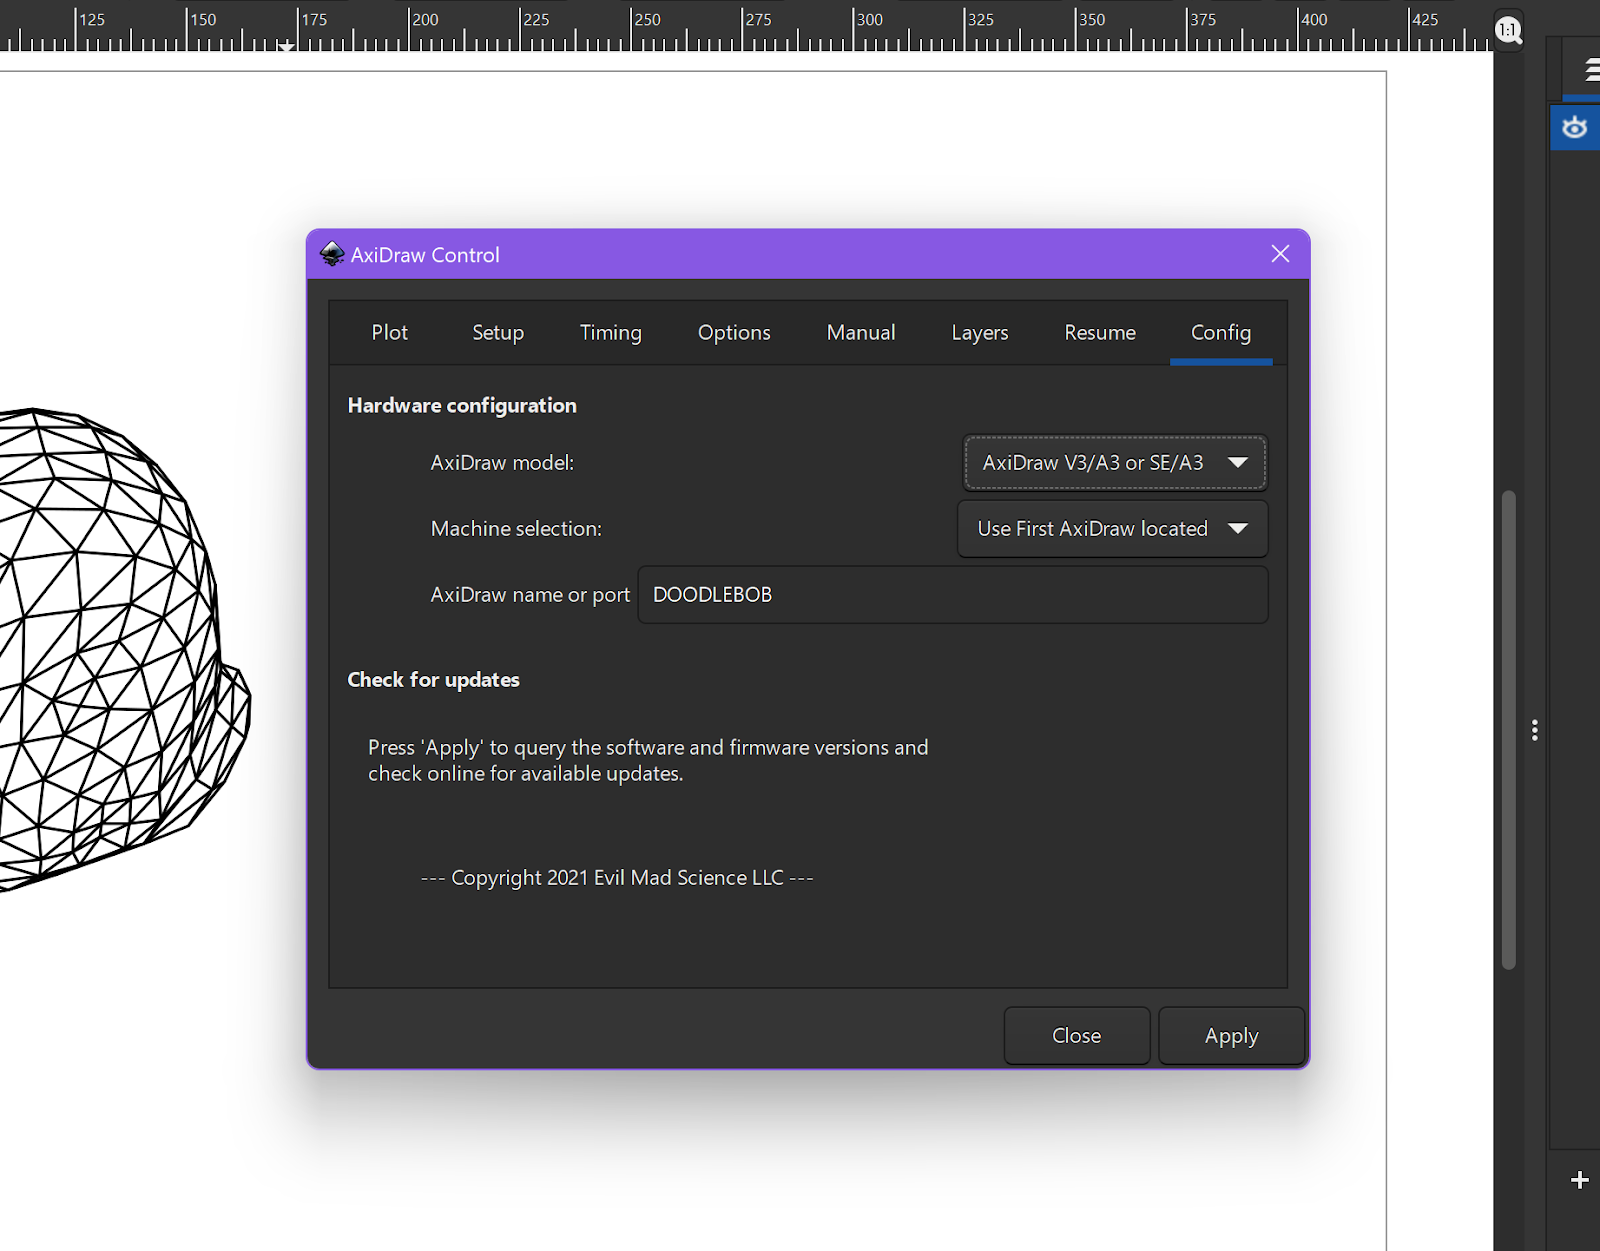 125 150 175 200 225 250 275 300 325 350 375 400 425
1:1
AxiDraw Control
Plot Setup Timing Options Manual Layers Resume Config
Hardware configuration
AxiDraw model: AxiDraw V3/A3 or SE/A3
Machine selection: Use First AxiDraw located
AxiDraw name or port DOODLEBOB
Check for updates
Press 'Apply' to query the software and firmware versions and
check online for available updates.
--- Copyright 2021 Evil Mad Science LLC ---
Close Apply